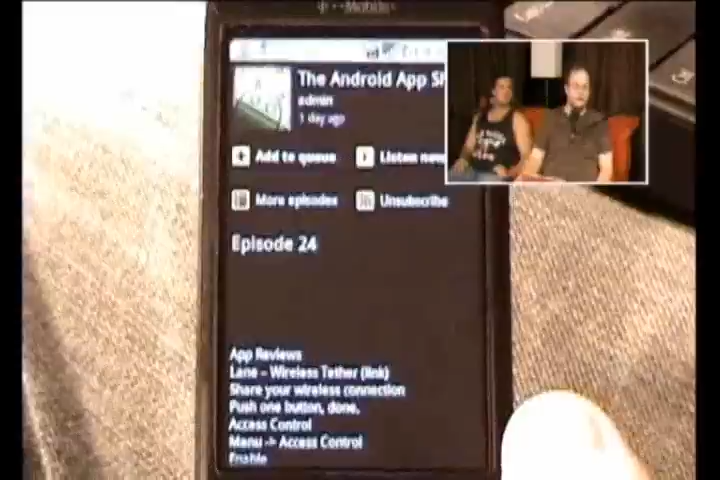 T··Mobile·
The Android App Sh
admin
1 day ago
Add to queue
Listen now
More episodes
Unsubscribe
Episode 24
App Reviews
Lane – Wireless Tether (link)
Share your wireless connection
Push one button, done.
Access Control
Menu -> Access Control
Enable